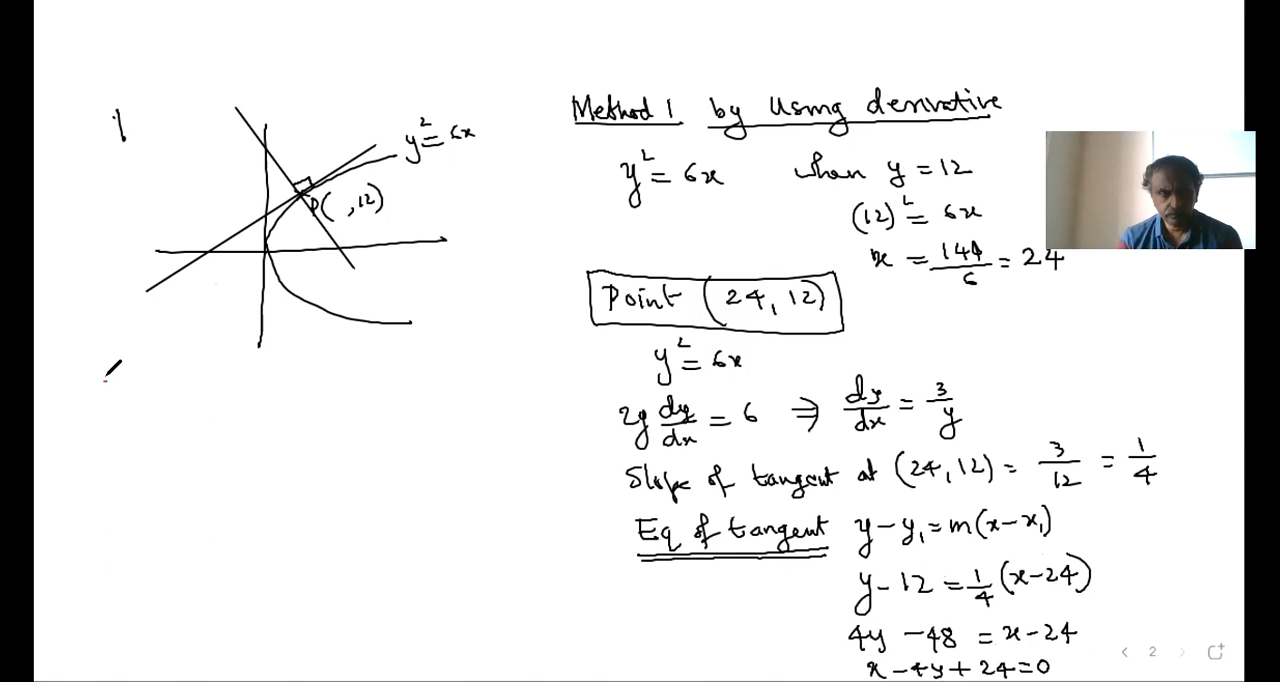 1
y² = 6x
P( , 12)
Method 1 by Using derivative
y² = 6x when y = 12
(12)² = 6x
x = 144/6 = 24
Point (24, 12)
y² = 6x
2y dy/dx = 6 ⇒ dy/dx = 3/y
Slope of tangent at (24, 12) = 3/12 = 1/4
Eq of tangent y - y₁ = m(x - x₁)
y - 12 = 1/4 (x - 24)
4y - 48 = x - 24
x - 4y + 24 = 0
2